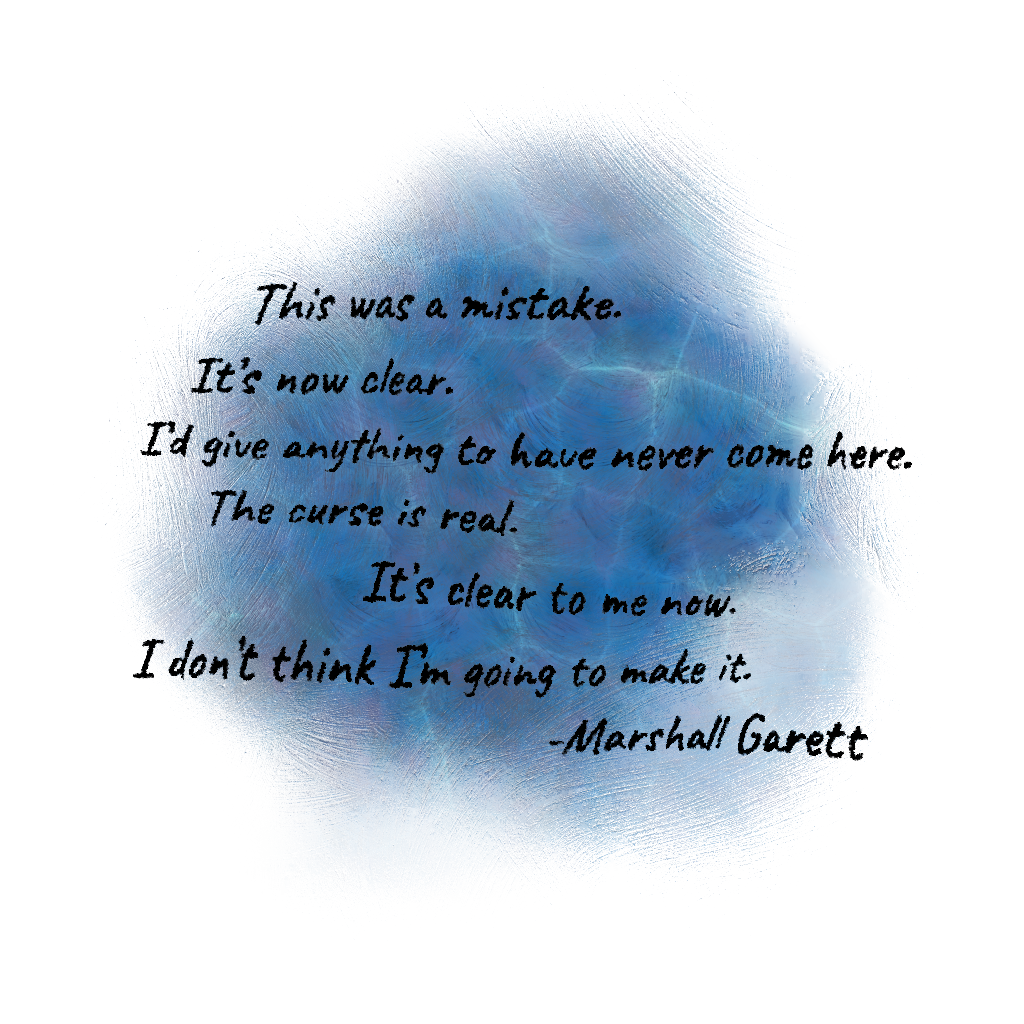 This was a mistake.
It's now clear.
I'd give anything to have never come here.
The curse is real.
It's clear to me now.
I don't think I'm going to make it.
-Marshall Garett